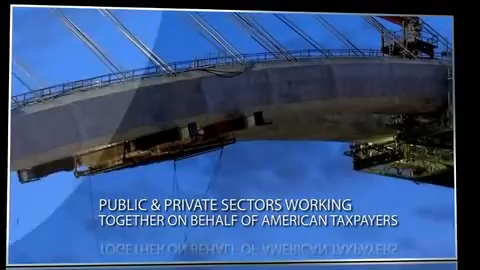 PUBLIC & PRIVATE SECTORS WORKING
TOGETHER ON BEHALF OF AMERICAN TAXPAYERS